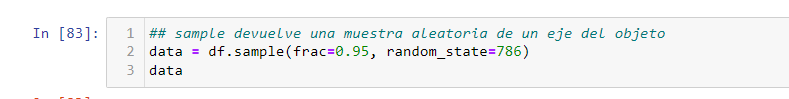 In [83]:
1 ## sample devuelve una muestra aleatoria de un eje del objeto
2 data = df.sample(frac=0.95, random_state=786)
3 data